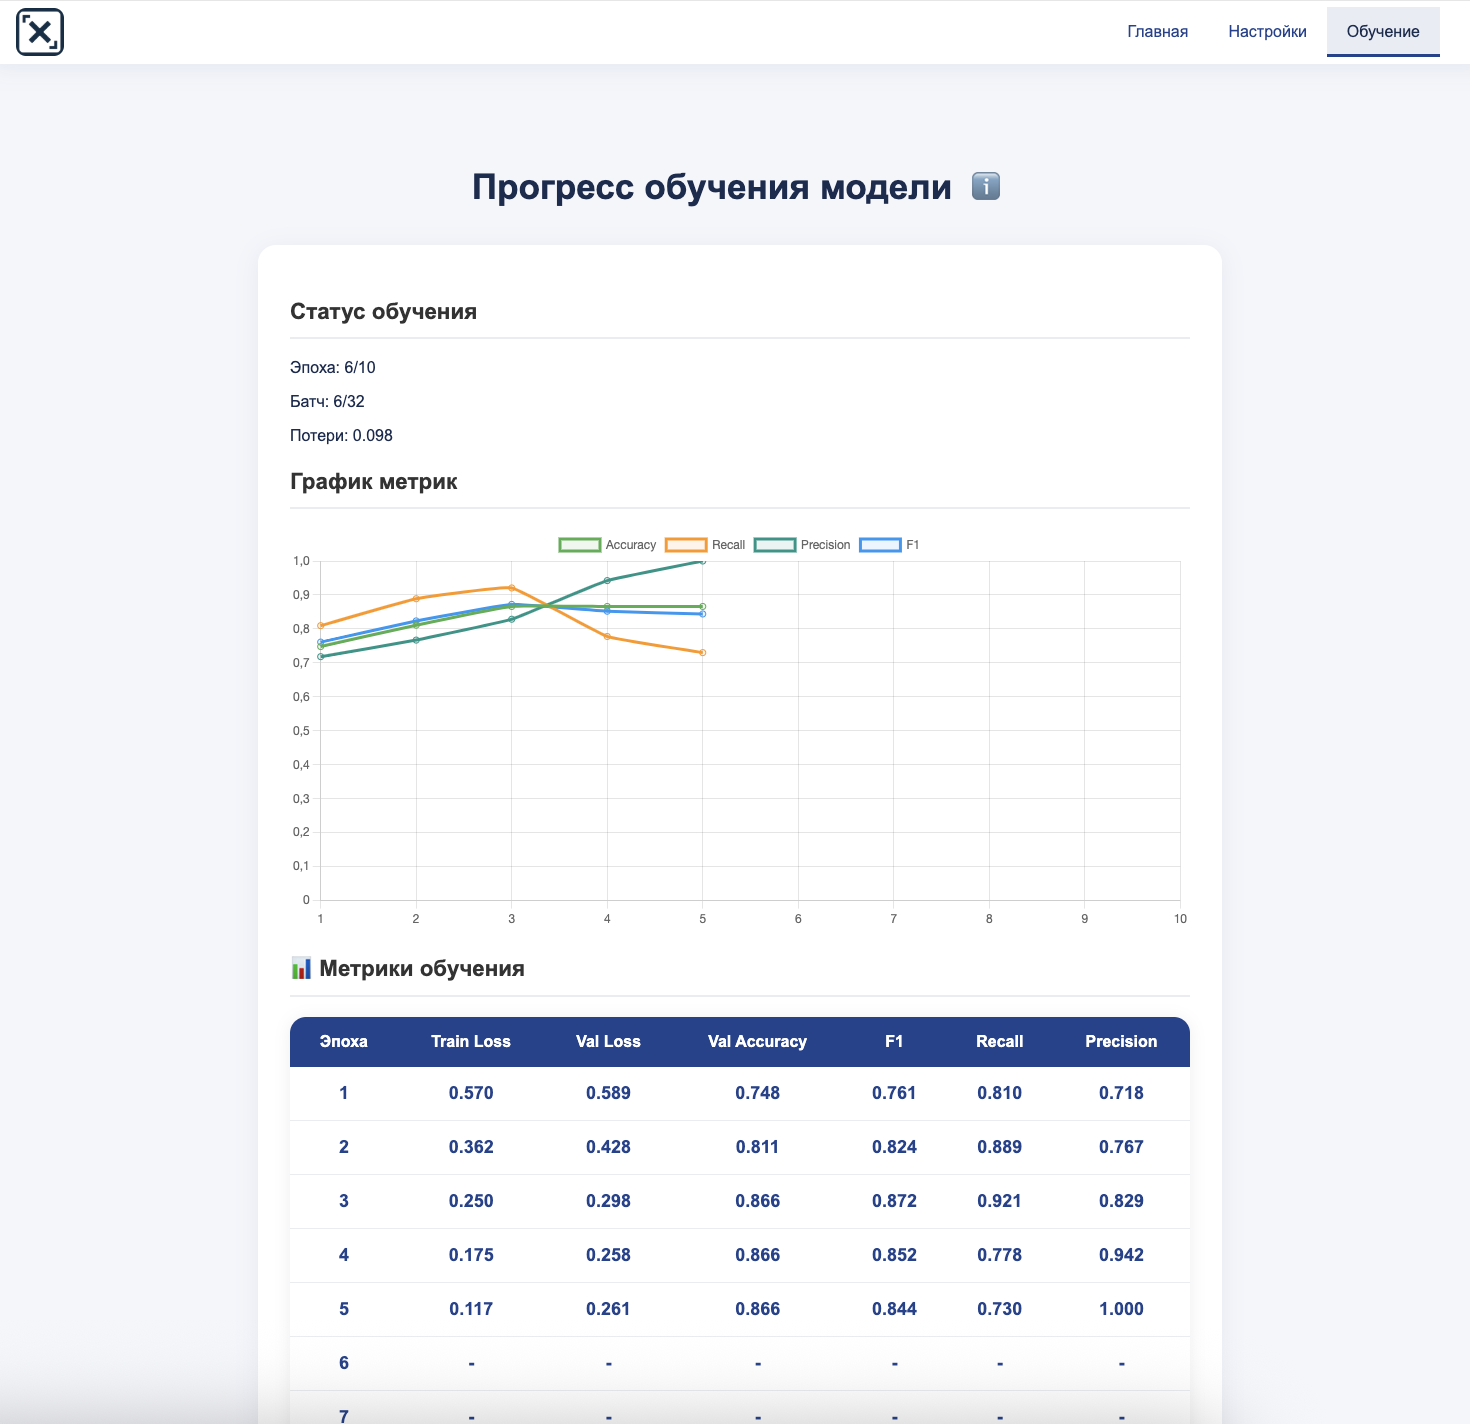 Главная Настройки Обучение
Прогресс обучения модели
Статус обучения
Эпоха: 6/10
Батч: 6/32
Потери: 0.098
График метрик
Accuracy Recall Precision F1
1,0
0,9
0,8
0,7
0,6
0,5
0,4
0,3
0,2
0,1
0
1 2 3 4 5 6 7 8 9 10
Метрики обучения
Эпоха Train Loss Val Loss Val Accuracy F1 Recall Precision
1 0.570 0.589 0.748 0.761 0.810 0.718
2 0.362 0.428 0.811 0.824 0.889 0.767
3 0.250 0.298 0.866 0.872 0.921 0.829
4 0.175 0.258 0.866 0.852 0.778 0.942
5 0.117 0.261 0.866 0.844 0.730 1.000
6 - - - - - -
7 - - - - - -